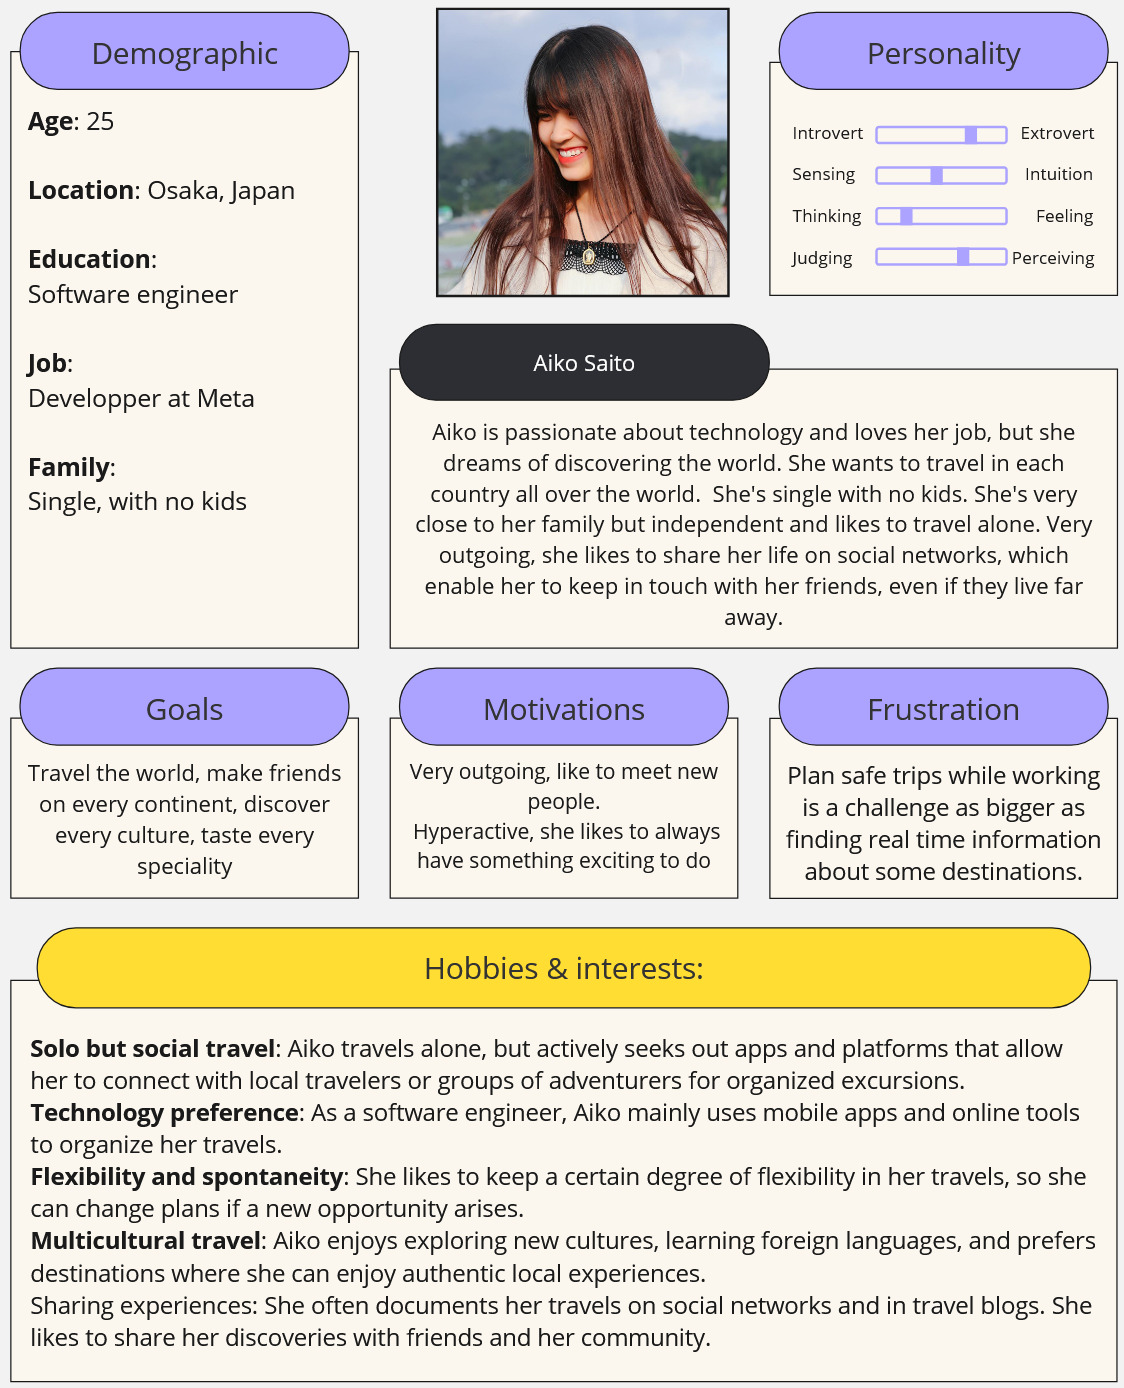 Demographic
Age: 25
Location: Osaka, Japan
Education:
Software engineer
Job:
Developper at Meta
Family:
Single, with no kids
Personality
Introvert Extrovert
Sensing Intuition
Thinking Feeling
Judging Perceiving
Aiko Saito
Aiko is passionate about technology and loves her job, but she
dreams of discovering the world. She wants to travel in each
country all over the world.  She's single with no kids. She's very
close to her family but independent and likes to travel alone. Very
outgoing, she likes to share her life on social networks, which
enable her to keep in touch with her friends, even if they live far
away.
Goals
Travel the world, make friends
on every continent, discover
every culture, taste every
speciality
Motivations
Very outgoing, like to meet new
people.
Hyperactive, she likes to always
have something exciting to do
Frustration
Plan safe trips while working
is a challenge as bigger as
finding real time information
about some destinations.
Hobbies & interests:
Solo but social travel: Aiko travels alone, but actively seeks out apps and platforms that allow
her to connect with local travelers or groups of adventurers for organized excursions.
Technology preference: As a software engineer, Aiko mainly uses mobile apps and online tools
to organize her travels.
Flexibility and spontaneity: She likes to keep a certain degree of flexibility in her travels, so she
can change plans if a new opportunity arises.
Multicultural travel: Aiko enjoys exploring new cultures, learning foreign languages, and prefers
destinations where she can enjoy authentic local experiences.
Sharing experiences: She often documents her travels on social networks and in travel blogs. She
likes to share her discoveries with friends and her community.